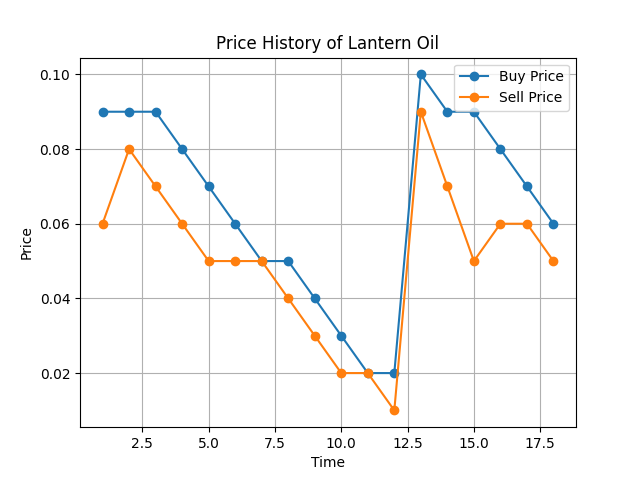 Price History of Lantern Oil
Buy Price
Sell Price
0.10
0.08
0.06
0.04
0.02
Price
2.5 5.0 7.5 10.0 12.5 15.0 17.5
Time